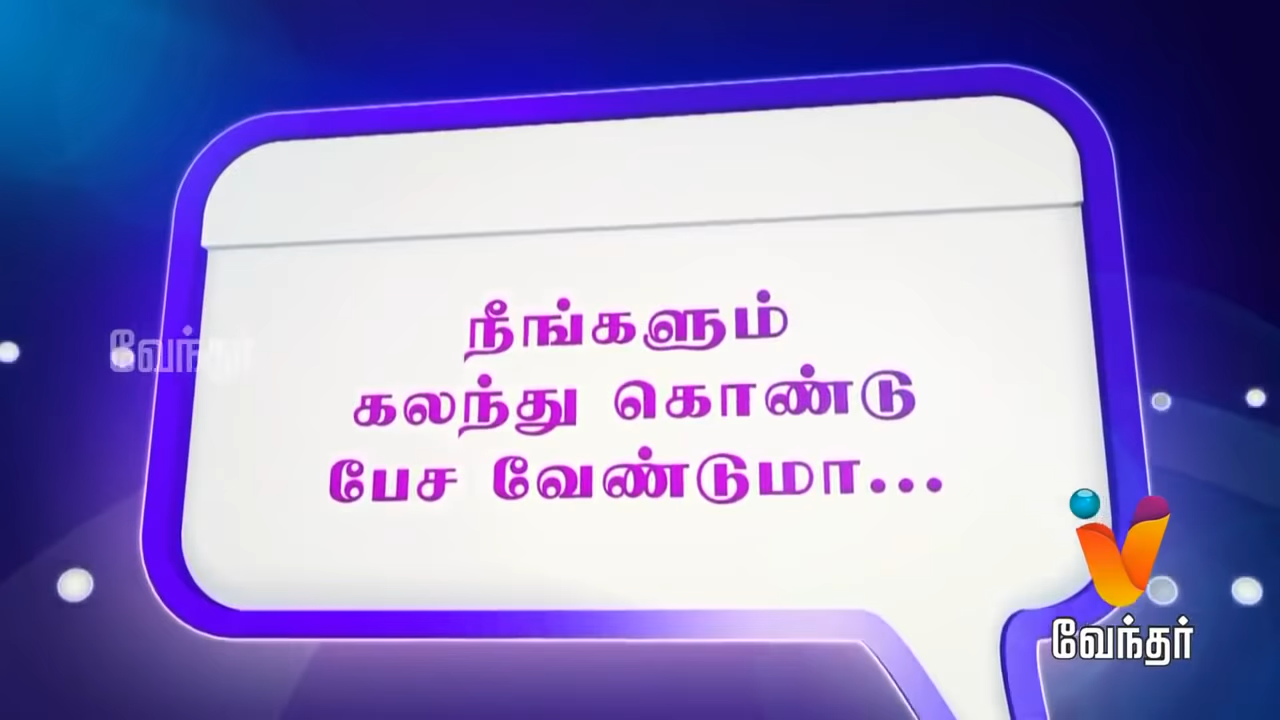 நீங்களும்
கலந்து கொண்டு
பேச வேண்டுமா...
வேந்தர்
வேந்தர்